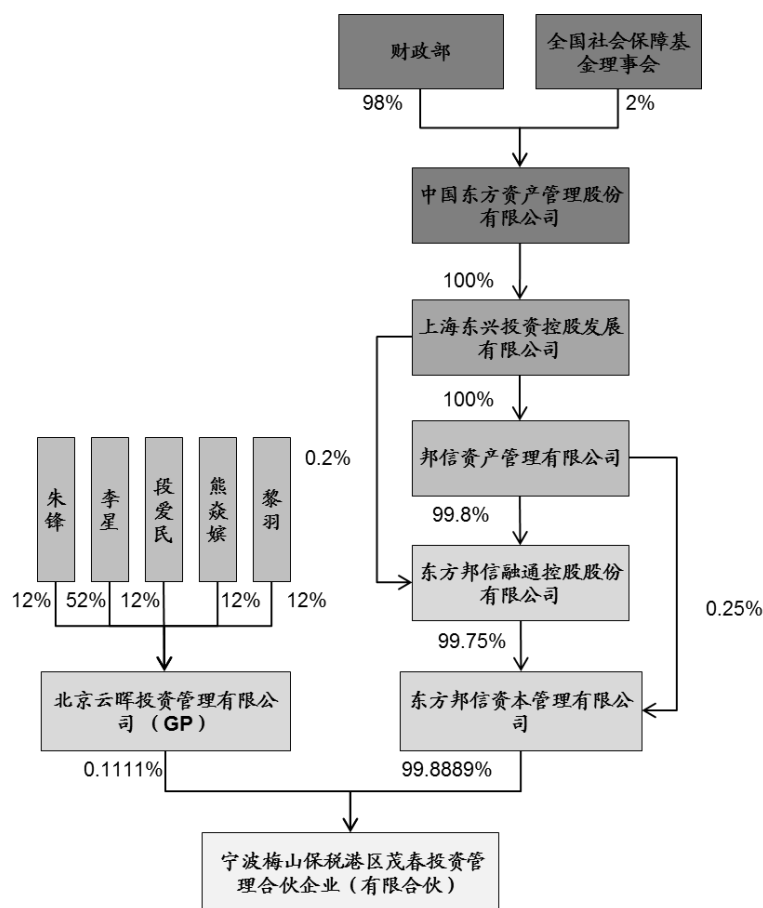 财政部
全国社会保障基
金理事会
98%
2%
中国东方资产管理股份
有限公司
100%
上海东兴投资控股发展
有限公司
100%
0.2%
邦信资产管理有限公司
99.8%
朱锋
李星
段爱民
熊焱嫔
黎羽
东方邦信融通控股股份
有限公司
12%
52%
12%
12%
12%
0.25%
99.75%
北京云晖投资管理有限公
司（GP）
东方邦信资本管理有限公
司
0.1111%
99.8889%
宁波梅山保税港区茂春投资管
理合伙企业（有限合伙）